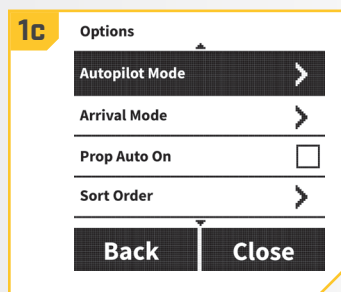 1c
Options
Autopilot Mode
Arrival Mode
Prop Auto On
Sort Order
Back Close